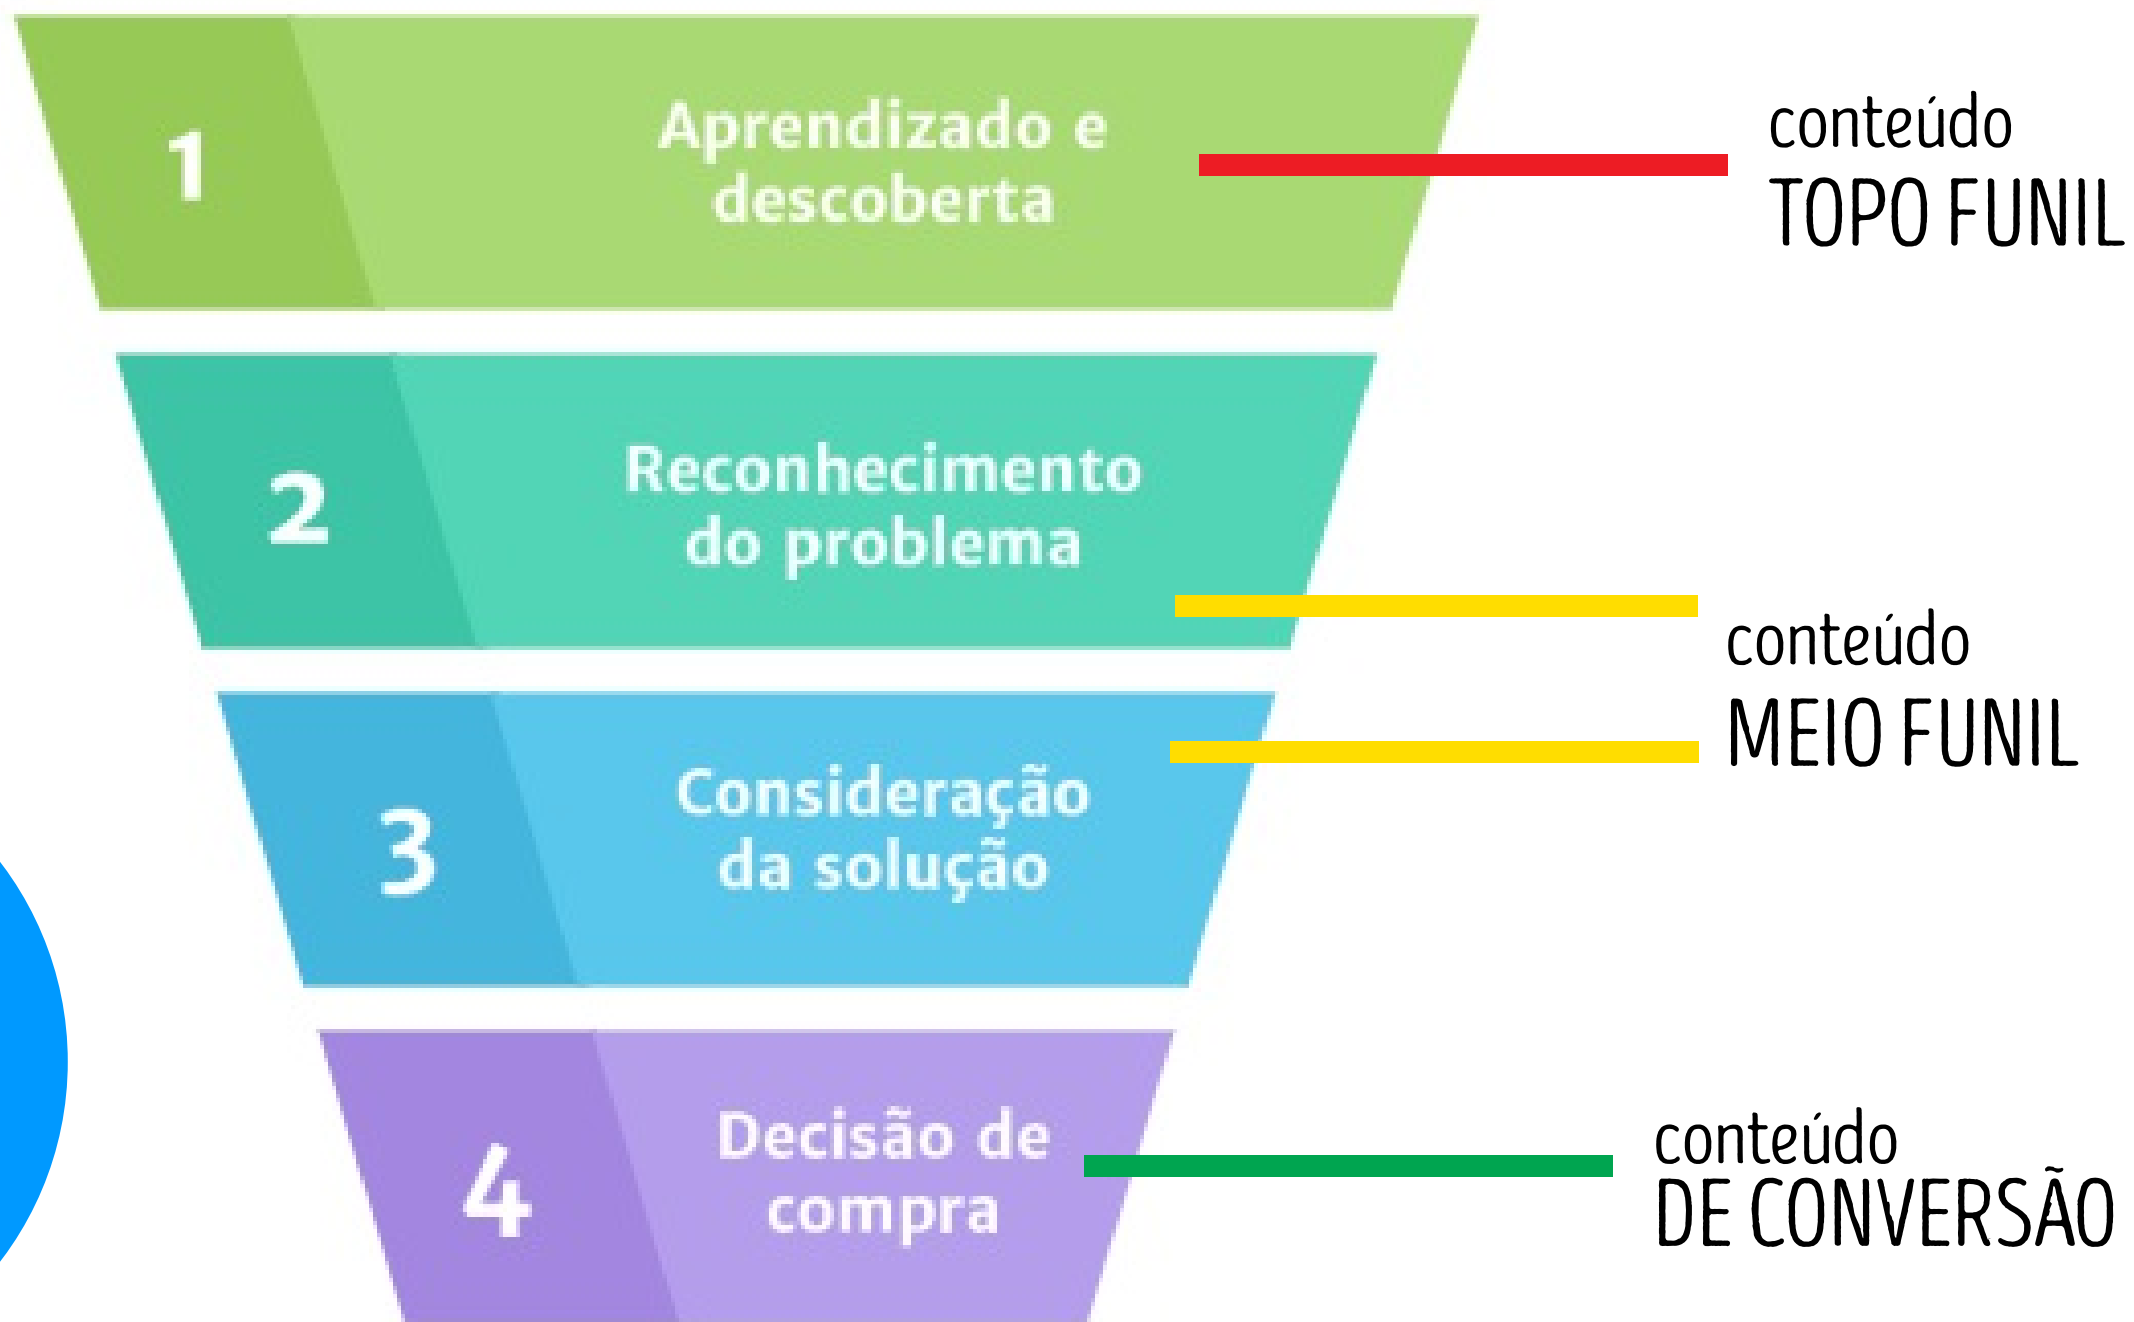 1
Aprendizado e
descoberta
conteúdo
TOPO FUNIL
2
Reconhecimento
do problema
conteúdo
MEIO FUNIL
3
Consideração
da solução
4
Decisão de
compra
conteúdo
DE CONVERSÃO